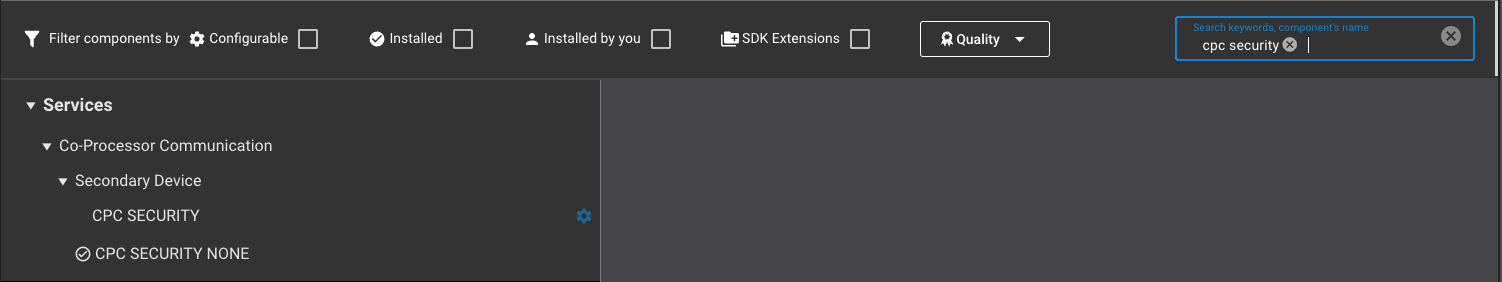 Filter components by Configurable Installed Installed by you SDK Extensions Quality
Search keywords, component's name
cpc security
Services
Co-Processor Communication
Secondary Device
CPC SECURITY
CPC SECURITY NONE